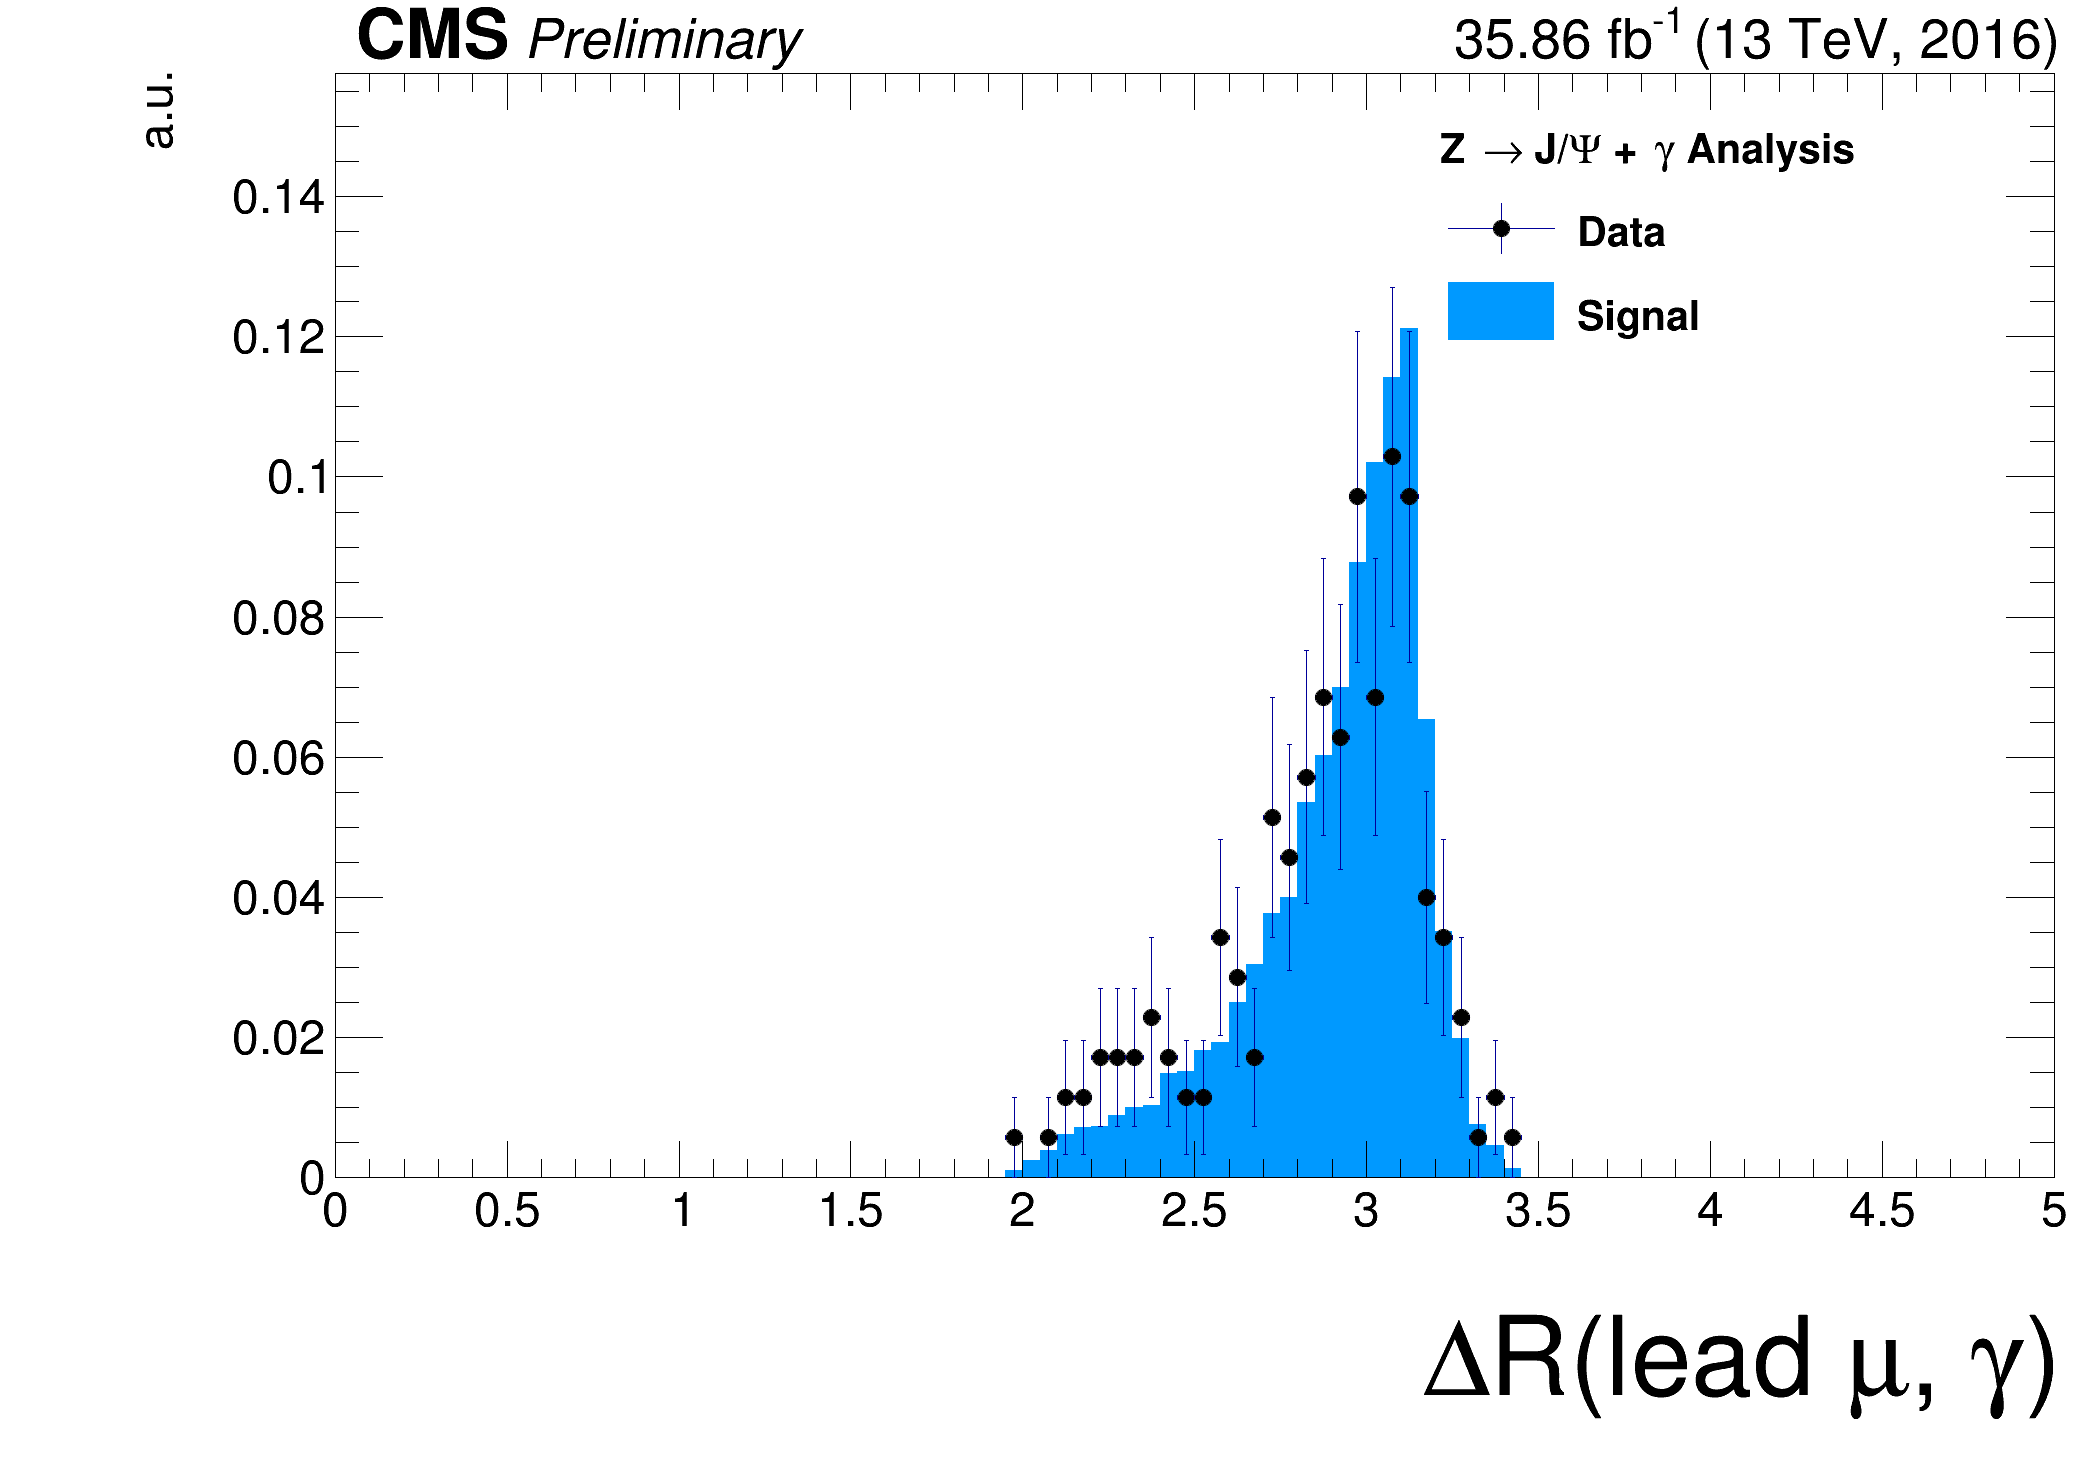 CMS Preliminary
35.86 fb⁻¹ (13 TeV, 2016)
a.u.
Z → J/Ψ + γ Analysis
Data
Signal
0.14
0.12
0.1
0.08
0.06
0.04
0.02
0
0 0.5 1 1.5 2 2.5 3 3.5 4 4.5 5
ΔR(lead μ, γ)